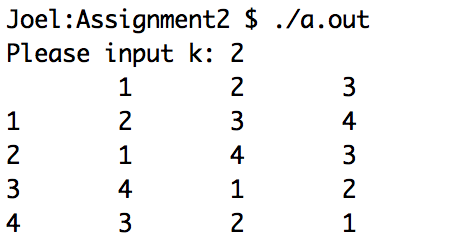 Joel:Assignment2 $ ./a.out
Please input k: 2
1 2 3
1 2 3 4
2 1 4 3
3 4 1 2
4 3 2 1